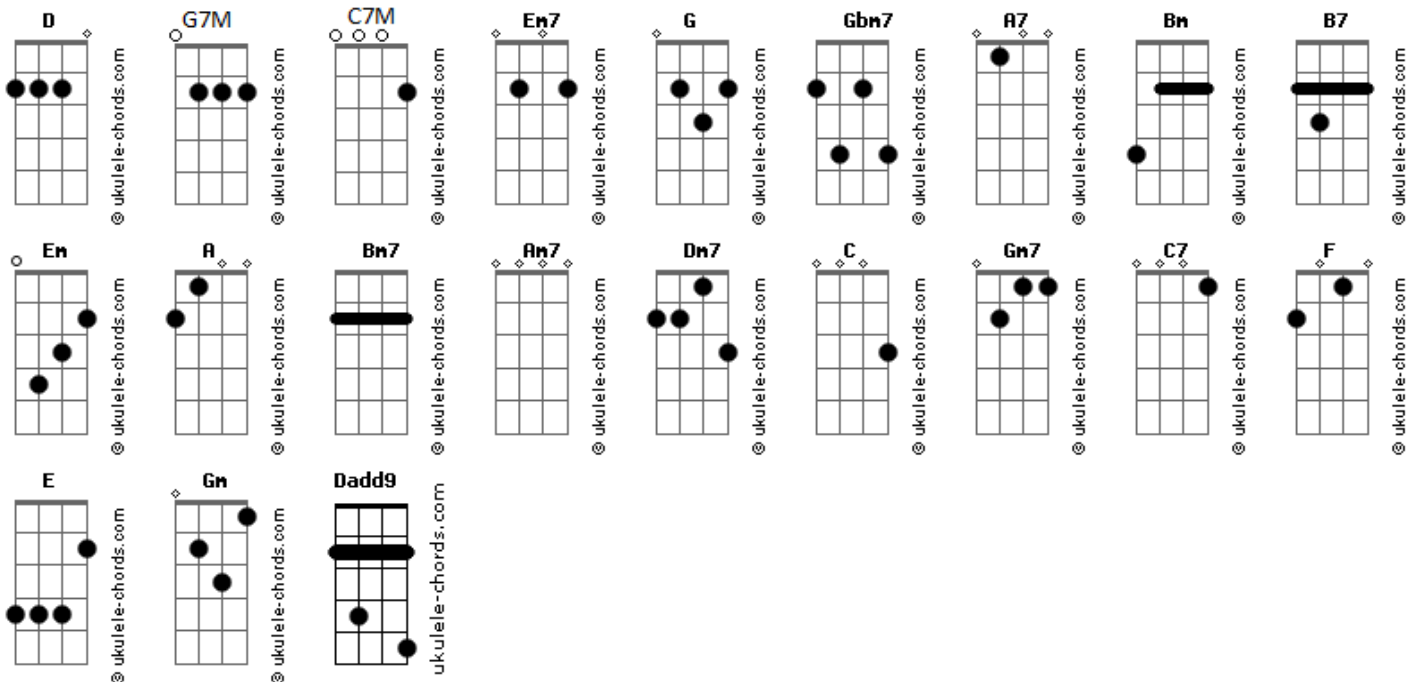 D G7M C7M Em7 G Gbm7 A7 Bm B7
© ukulele-chords.com © ukulele-chords.com © ukulele-chords.com © ukulele-chords.com © ukulele-chords.com © ukulele-chords.com © ukulele-chords.com © ukulele-chords.com © ukulele-chords.com
Em A Bm7 Am7 Dm7 C Gm7 C7 F
© ukulele-chords.com © ukulele-chords.com © ukulele-chords.com © ukulele-chords.com © ukulele-chords.com © ukulele-chords.com © ukulele-chords.com © ukulele-chords.com © ukulele-chords.com
E Gm Dadd9
© ukulele-chords.com © ukulele-chords.com ukulele-chords.com